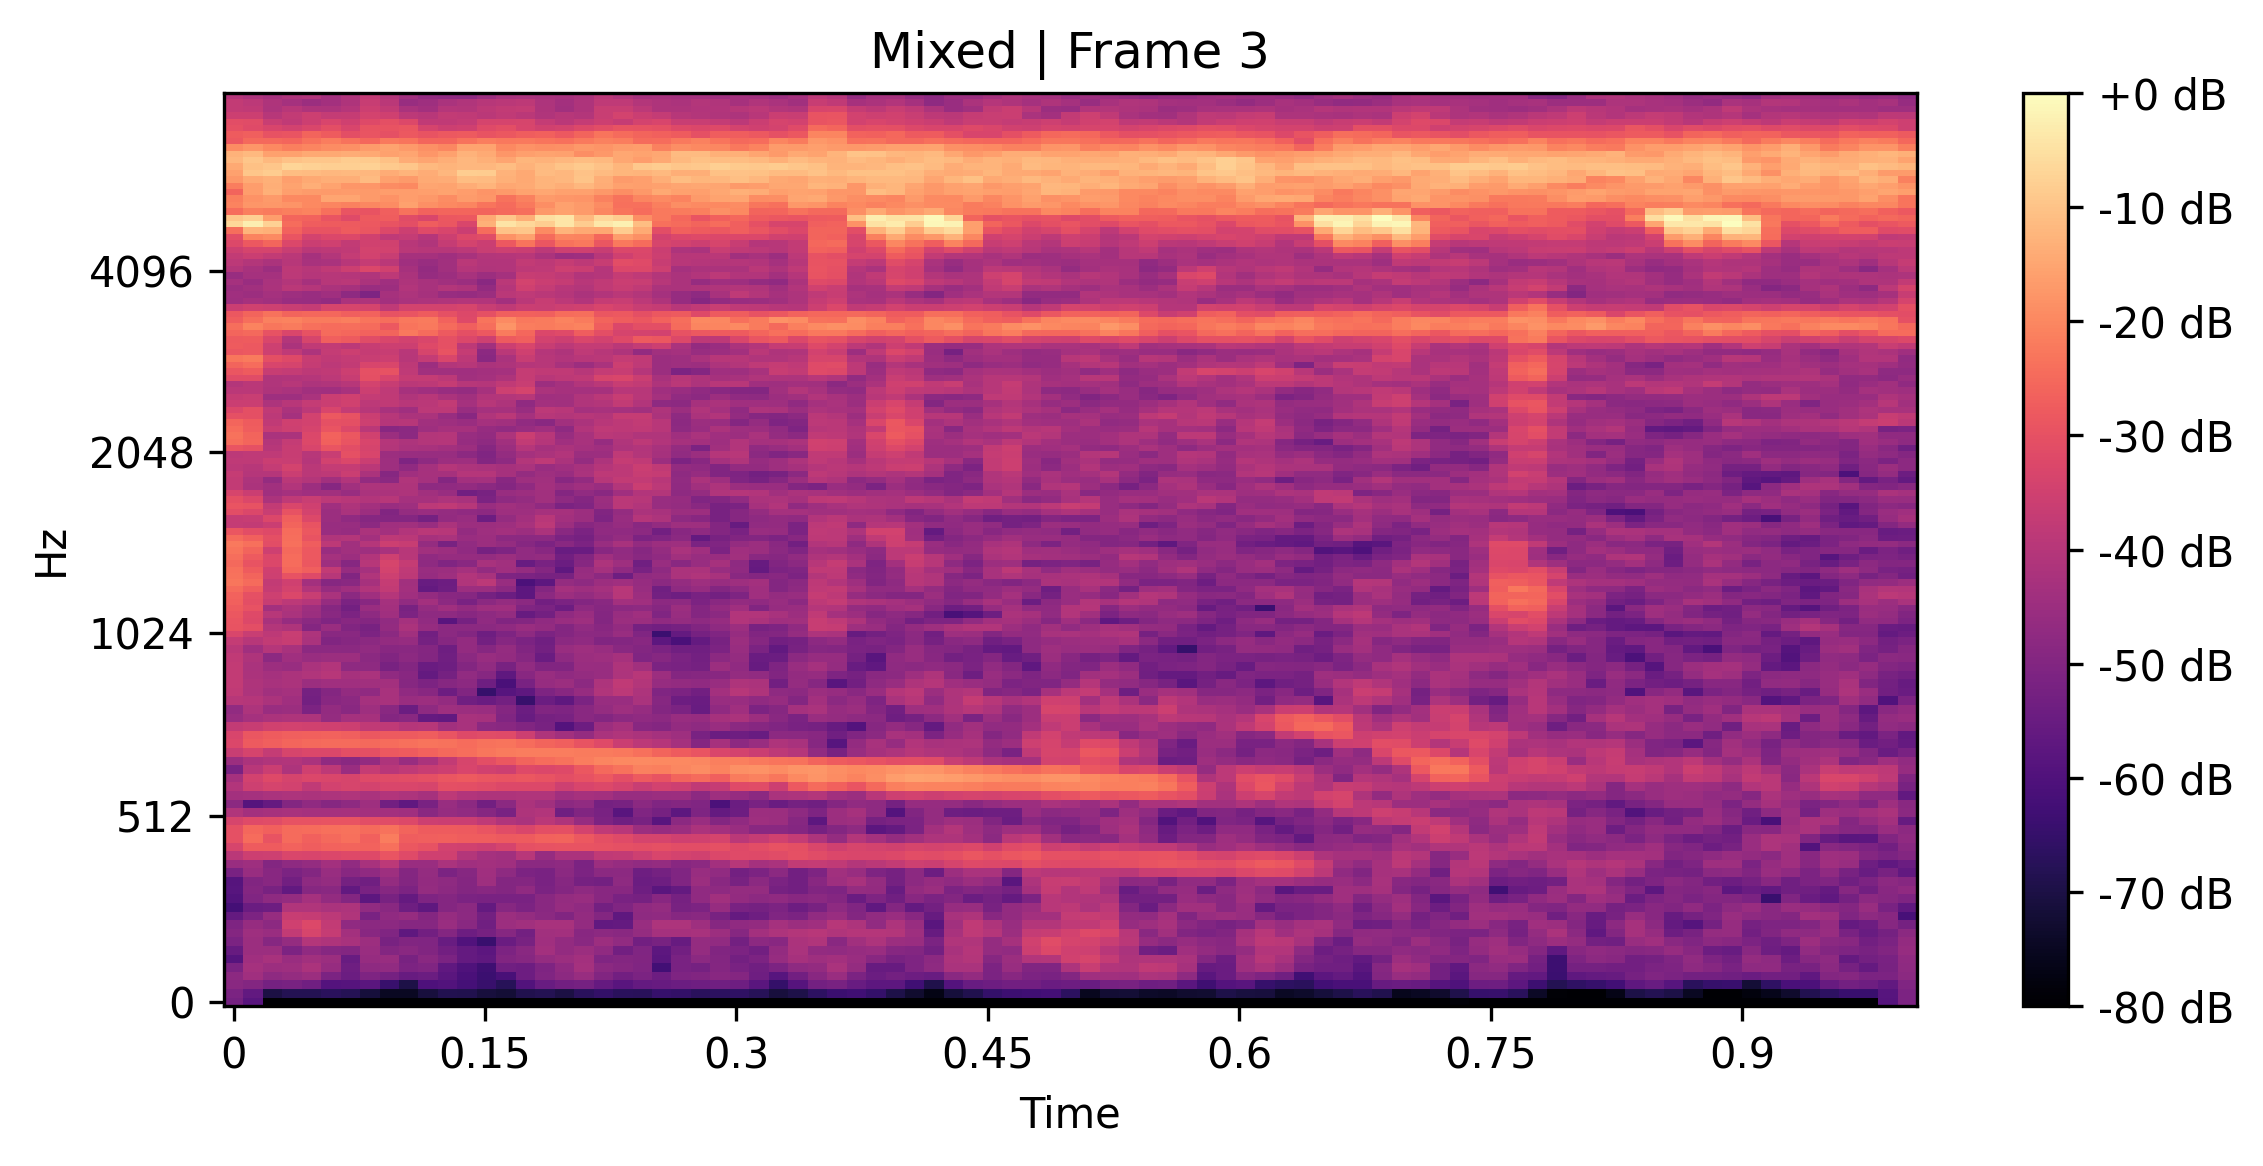 Mixed | Frame 3
Hz
4096
2048
1024
512
0
0 0.15 0.3 0.45 0.6 0.75 0.9
Time
+0 dB
-10 dB
-20 dB
-30 dB
-40 dB
-50 dB
-60 dB
-70 dB
-80 dB